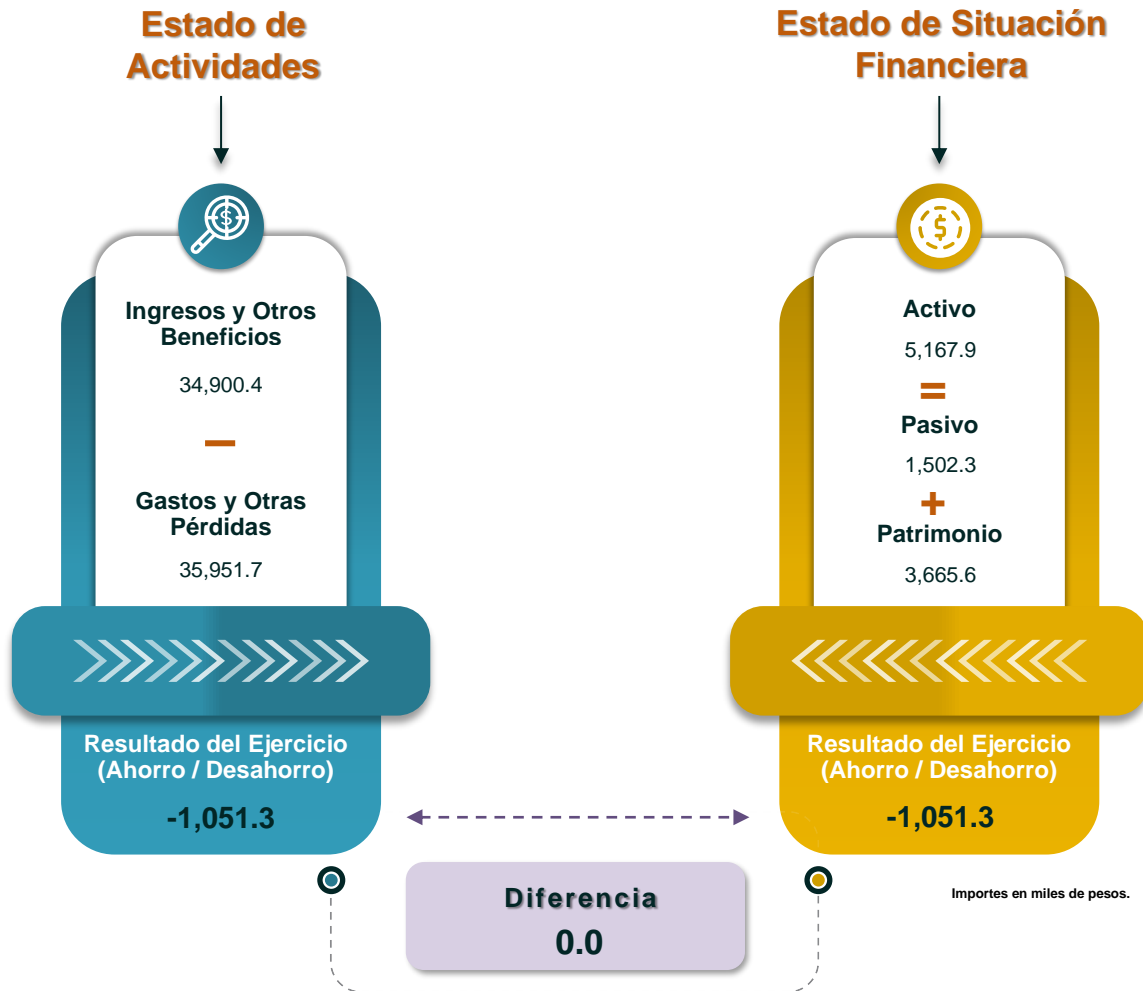 Estado de
Actividades
Ingresos y Otros
Beneficios
34,900.4
−
Gastos y Otras
Pérdidas
35,951.7
Resultado del Ejercicio
(Ahorro / Desahorro)
-1,051.3
Estado de Situación
Financiera
Activo
5,167.9
=
Pasivo
1,502.3
+
Patrimonio
3,665.6
Resultado del Ejercicio
(Ahorro / Desahorro)
-1,051.3
Diferencia
0.0
Importes en miles de pesos.